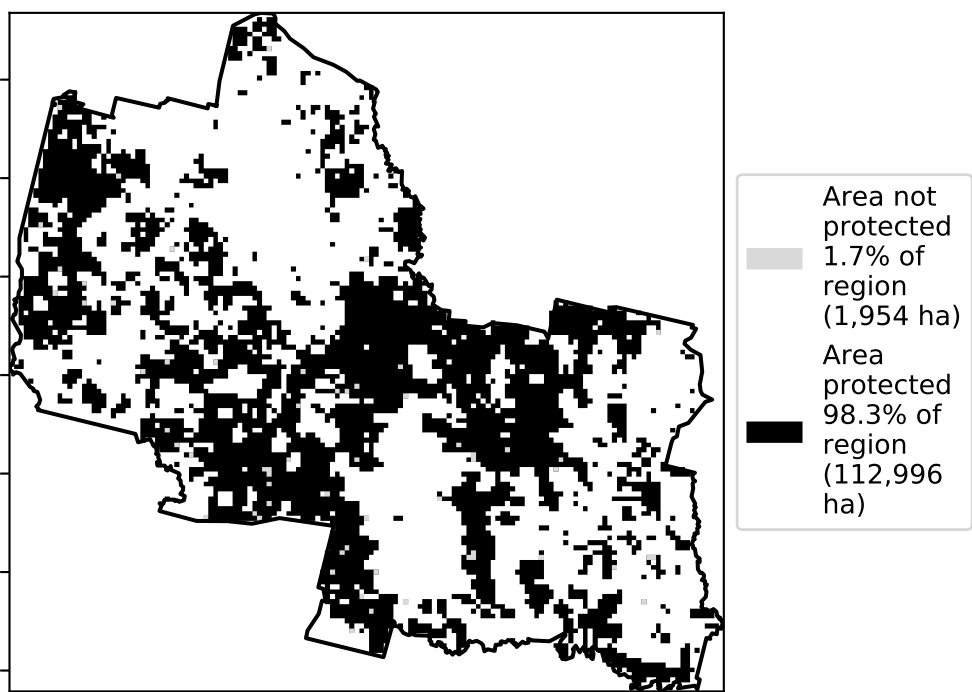 Area not
protected
1.7% of
region
(1,954 ha)
Area
protected
98.3% of
region
(112,996
ha)